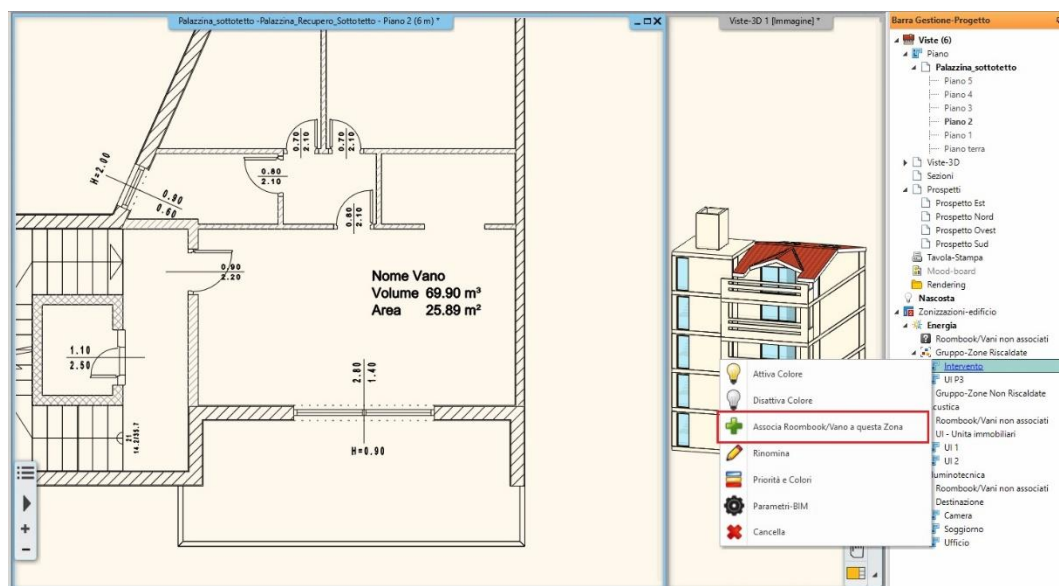 Palazzina_sottotetto -Palazzina_Recupero_Sottotetto - Piano 2 (6 m) *
H=2.00
0.90
0.60
0.70
2.10
0.70
2.10
0.80
2.10
0.80
2.10
0.90
2.20
Nome Vano
Volume 69.90 m³
Area 25.89 m²
1.10
2.50
2.80
1.40
21
14.2/35.7
H=0.90
Viste-3D 1 [Immagine] *
Attiva Colore
Disattiva Colore
Associa Roombook/Vano a questa Zona
Rinomina
Priorità e Colori
Parametri-BIM
Cancella
Barra Gestione-Progetto
Viste (6)
Piano
Palazzina_sottotetto
Piano 5
Piano 4
Piano 3
Piano 2
Piano 1
Piano terra
Viste-3D
Sezioni
Prospetti
Prospetto Est
Prospetto Nord
Prospetto Ovest
Prospetto Sud
Tavola-Stampa
Mood-board
Rendering
Nascosta
Zonizzazioni-edificio
Energia
Roombook/Vani non associati
Gruppo-Zone Riscaldate
Intervento
UI P3
Gruppo-Zone Non Riscaldate
custica
Roombook/Vani non associati
UI - Unita immobiliari
UI 1
UI 2
luminotecnica
Roombook/Vani non associati
Destinazione
Camera
Soggiorno
Ufficio